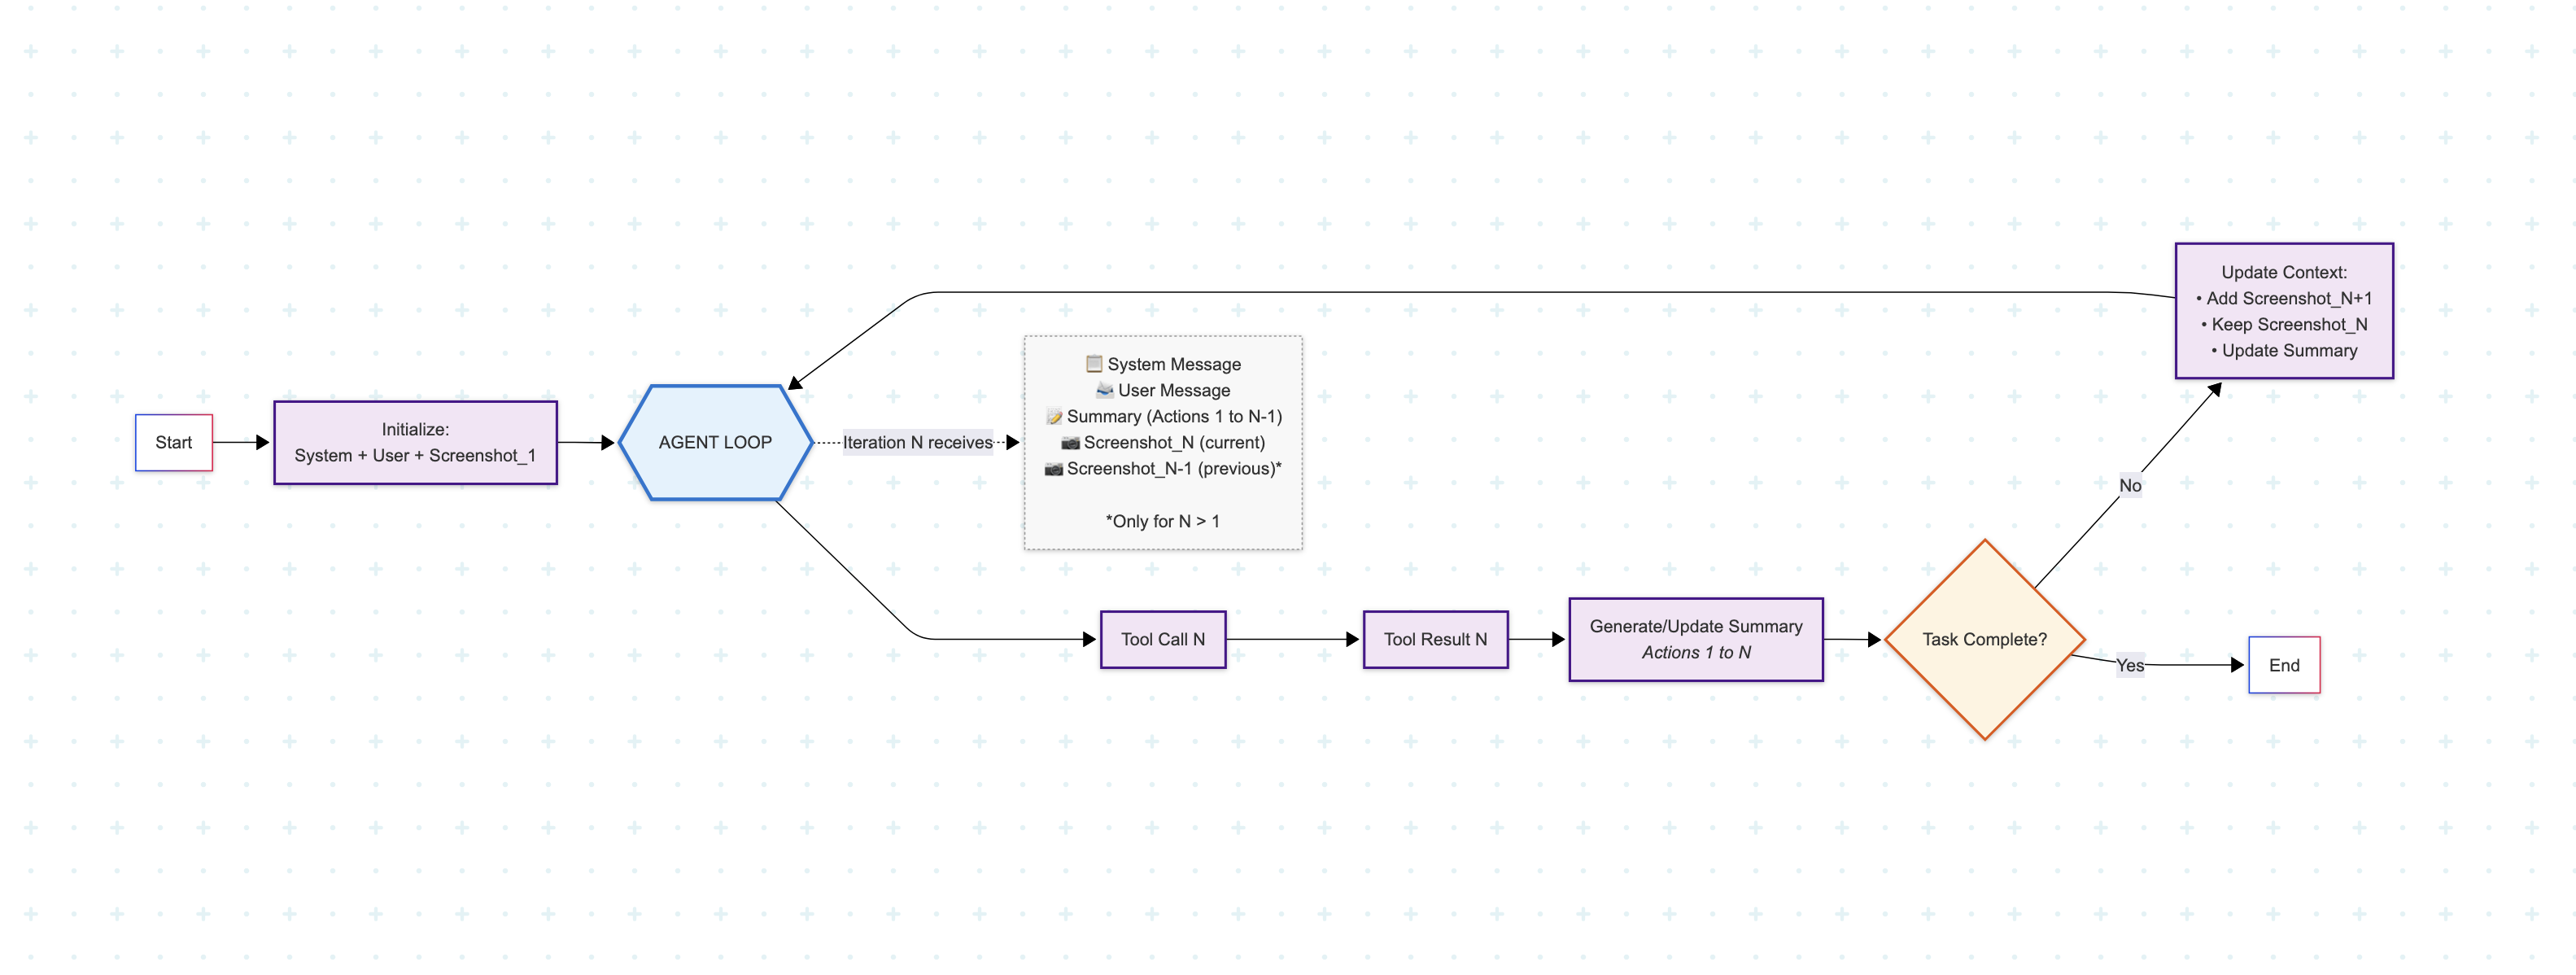 Start
Initialize:
System + User + Screenshot_1
AGENT LOOP
Iteration N receives
📋 System Message
📨 User Message
📝 Summary (Actions 1 to N-1)
📷 Screenshot_N (current)
📷 Screenshot_N-1 (previous)*
*Only for N > 1
Tool Call N
Tool Result N
Generate/Update Summary
Actions 1 to N
Task Complete?
No
Update Context:
• Add Screenshot_N+1
• Keep Screenshot_N
• Update Summary
Yes
End